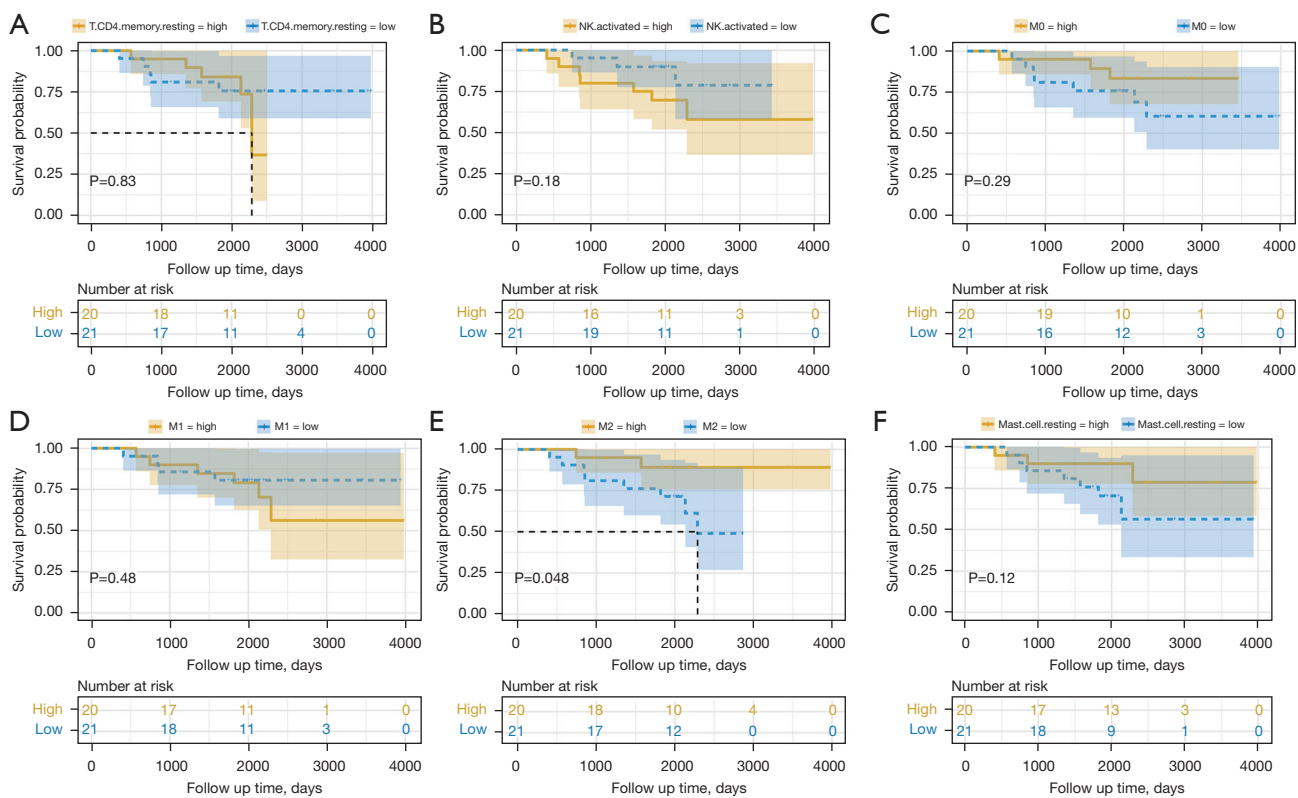 A
T.CD4.memory.resting = high T.CD4.memory.resting = low
Survival probability
1.00
0.75
0.50
0.25
0.00
P=0.83
0 1000 2000 3000 4000
Follow up time, days
Number at risk
High 20 18 11 0 0
Low 21 17 11 4 0
0 1000 2000 3000 4000
Follow up time, days
B
NK.activated = high NK.activated = low
Survival probability
1.00
0.75
0.50
0.25
0.00
P=0.18
0 1000 2000 3000 4000
Follow up time, days
Number at risk
High 20 16 11 3 0
Low 21 19 11 1 0
0 1000 2000 3000 4000
Follow up time, days
C
M0 = high M0 = low
Survival probability
1.00
0.75
0.50
0.25
0.00
P=0.29
0 1000 2000 3000 4000
Follow up time, days
Number at risk
High 20 19 10 1 0
Low 21 16 12 3 0
0 1000 2000 3000 4000
Follow up time, days
D
M1 = high M1 = low
Survival probability
1.00
0.75
0.50
0.25
0.00
P=0.48
0 1000 2000 3000 4000
Follow up time, days
Number at risk
High 20 17 11 1 0
Low 21 18 11 3 0
0 1000 2000 3000 4000
Follow up time, days
E
M2 = high M2 = low
Survival probability
1.00
0.75
0.50
0.25
0.00
P=0.048
0 1000 2000 3000 4000
Follow up time, days
Number at risk
High 20 18 10 4 0
Low 21 17 12 0 0
0 1000 2000 3000 4000
Follow up time, days
F
Mast.cell.resting = high Mast.cell.resting = low
Survival probability
1.00
0.75
0.50
0.25
0.00
P=0.12
0 1000 2000 3000 4000
Follow up time, days
Number at risk
High 20 17 13 3 0
Low 21 18 9 1 0
0 1000 2000 3000 4000
Follow up time, days